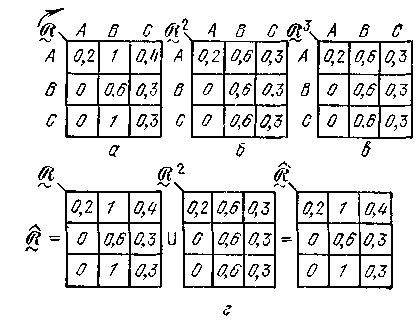 ℛ A B C ℛ² A B C ℛ³ A B C
A 0,2 1 0,4 A 0,2 0,6 0,3 A 0,2 0,6 0,3
B 0 0,6 0,3 B 0 0,6 0,3 B 0 0,6 0,3
C 0 1 0,3 C 0 0,6 0,3 C 0 0,6 0,3
а б в
ℛ ℛ² ℛ̂
0,2 1 0,4 0,2 0,6 0,3 0,2 1 0,4
ℛ̂ = 0 0,6 0,3 ∪ 0 0,6 0,3 = 0 0,6 0,3
0 1 0,3 0 0,6 0,3 0 1 0,3
г